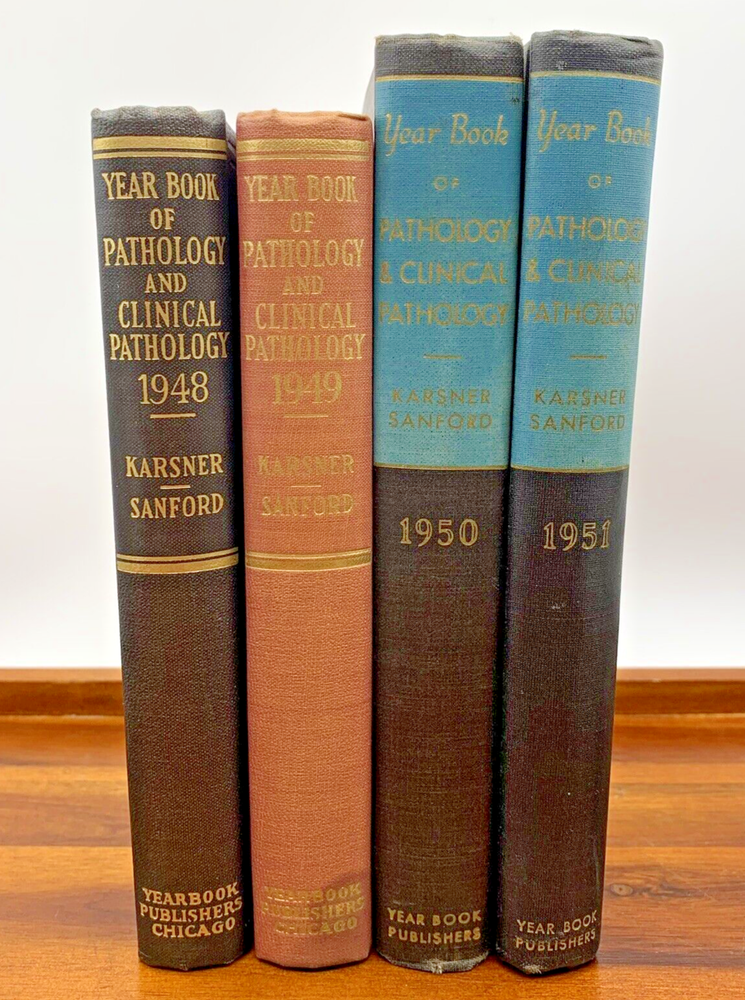 YEAR BOOK
OF
PATHOLOGY
AND
CLINICAL
PATHOLOGY
1948
KARSNER
SANFORD
YEARBOOK
PUBLISHERS
CHICAGO
YEAR BOOK
OF
PATHOLOGY
AND
CLINICAL
PATHOLOGY
1949
KARSNER
SANFORD
YEARBOOK
PUBLISHERS
CHICAGO
Year Book
OF
PATHOLOGY
& CLINICAL
PATHOLOGY
KARSNER
SANFORD
1950
YEAR BOOK
PUBLISHERS
Year Book
OF
PATHOLOGY
& CLINICAL
PATHOLOGY
KARSNER
SANFORD
1951
YEAR BOOK
PUBLISHERS